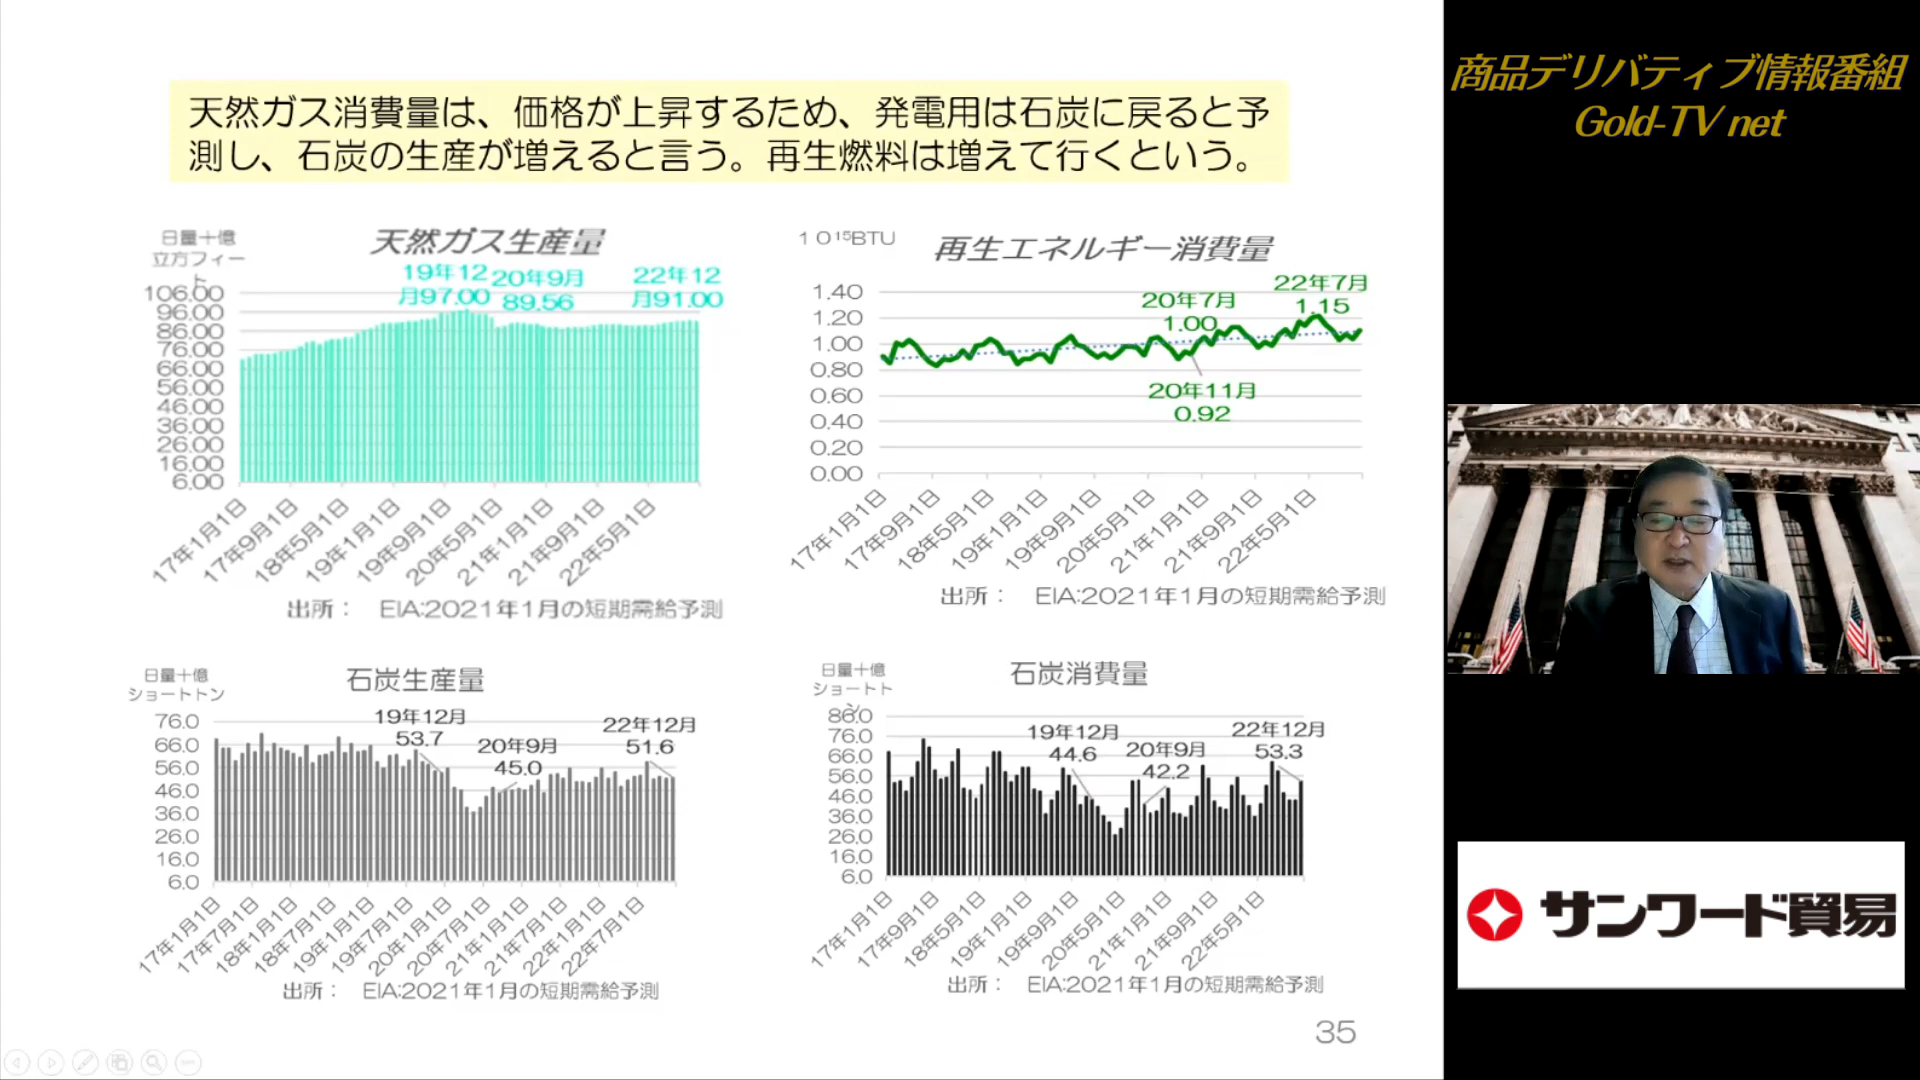 天然ガス消費量は、価格が上昇するため、発電用は石炭に戻ると予
測し、石炭の生産が増えると言う。再生燃料は増えて行くという。
日量十億
立方フィー
ト
天然ガス生産量
19年12
月97.00
20年9月
89.56
22年12
月91.00
106.00
96.00
86.00
76.00
66.00
56.00
46.00
36.00
26.00
16.00
6.00
17年1月1日
17年9月1日
18年5月1日
19年1月1日
19年9月1日
20年5月1日
21年1月1日
21年9月1日
22年5月1日
出所： EIA:2021年1月の短期需給予測
10¹⁵BTU
再生エネルギー消費量
20年7月
1.00
22年7月
1.15
20年11月
0.92
1.40
1.20
1.00
0.80
0.60
0.40
0.20
0.00
17年1月1日
17年9月1日
18年5月1日
19年1月1日
19年9月1日
20年5月1日
21年1月1日
21年9月1日
22年5月1日
出所： EIA:2021年1月の短期需給予測
日量十億
ショートトン
石炭生産量
19年12月
53.7
20年9月
45.0
22年12月
51.6
76.0
66.0
56.0
46.0
36.0
26.0
16.0
6.0
17年1月1日
17年7月1日
18年1月1日
18年7月1日
19年1月1日
19年7月1日
20年1月1日
20年7月1日
21年1月1日
21年7月1日
22年1月1日
22年7月1日
出所： EIA:2021年1月の短期需給予測
日量十億
ショートト
ン
石炭消費量
19年12月
44.6
20年9月
42.2
22年12月
53.3
86.0
76.0
66.0
56.0
46.0
36.0
26.0
16.0
6.0
17年1月1日
17年9月1日
18年5月1日
19年1月1日
19年9月1日
20年5月1日
21年1月1日
21年9月1日
22年5月1日
出所： EIA:2021年1月の短期需給予測
35
商品デリバティブ情報番組
Gold-TV net
サンワード貿易